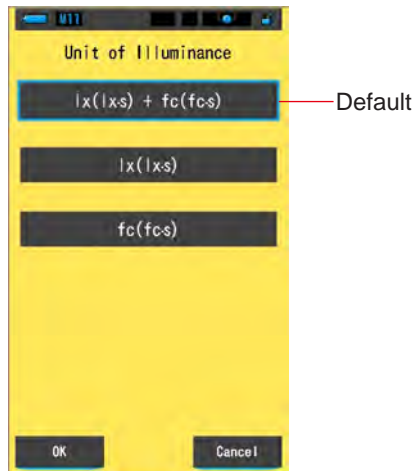 M11
Unit of Illuminance
lx(lx·s) + fc(fc·s)
Default
lx(lx·s)
fc(fc·s)
OK
Cancel